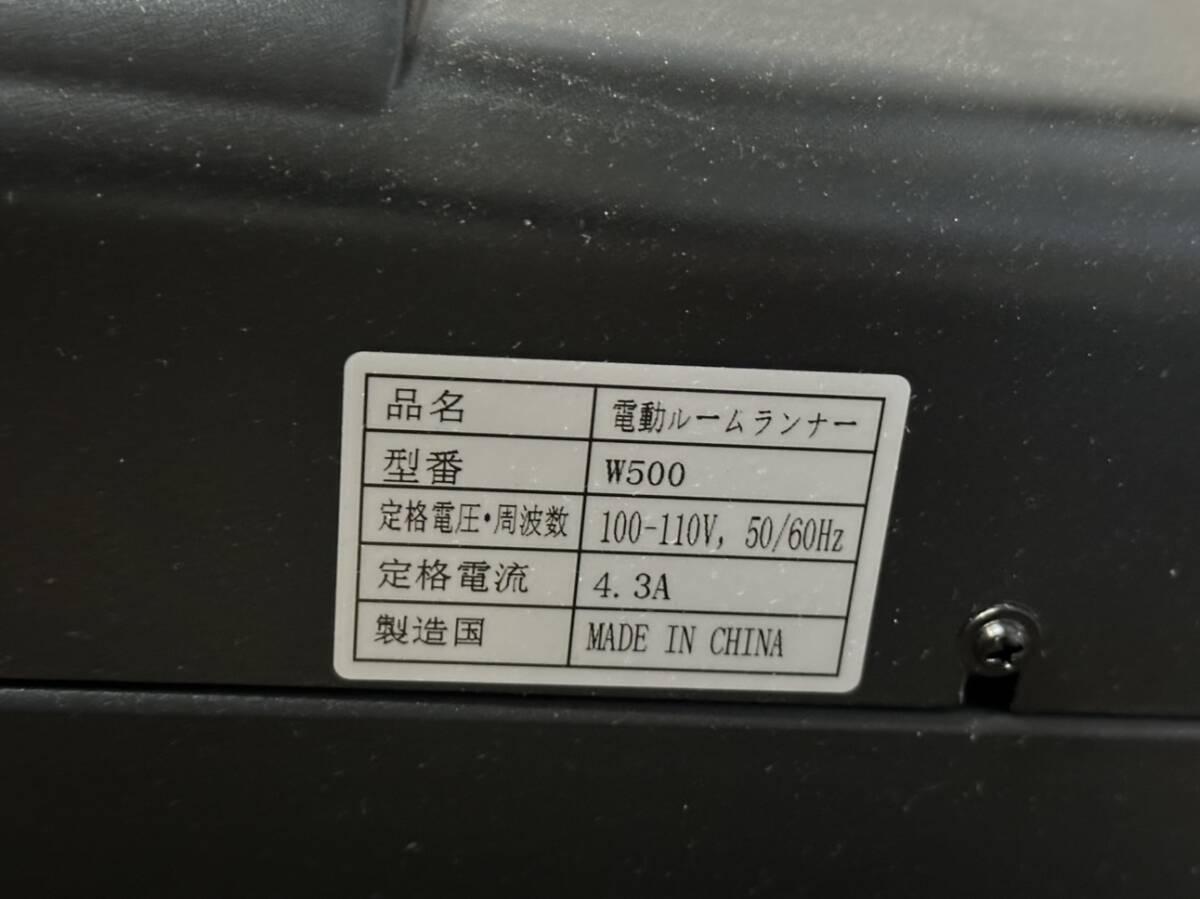 品名 電動ルームランナー
型番 W500
定格電圧・周波数 100-110V, 50/60Hz
定格電流 4.3A
製造国 MADE IN CHINA